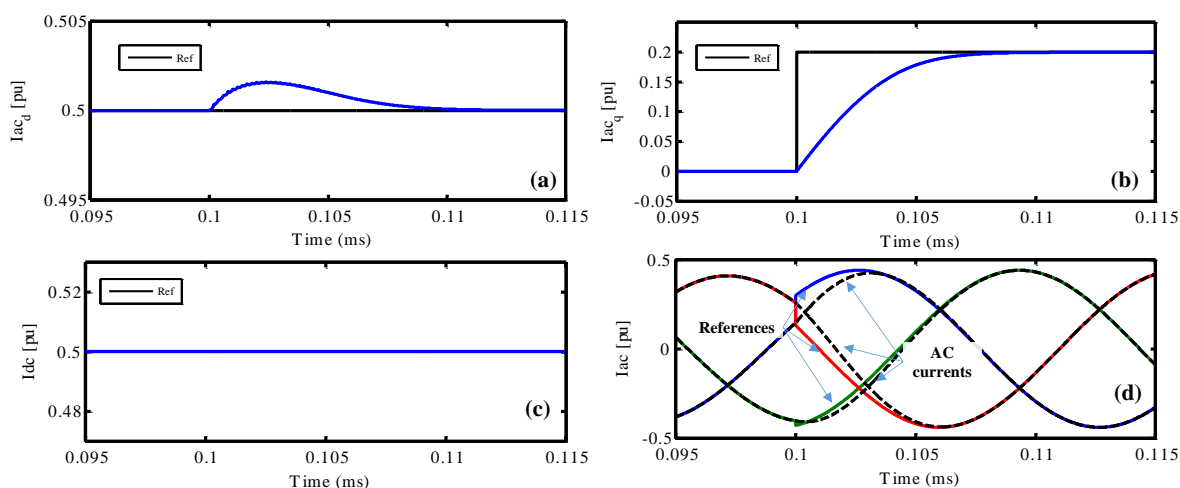 0.505
0.5
0.495
Iac_d [pu]
Ref
(a)
0.095 0.1 0.105 0.11 0.115
Time (ms)
0.2
0.15
0.1
0.05
0
-0.05
Iac_q [pu]
Ref
(b)
0.095 0.1 0.105 0.11 0.115
Time (ms)
0.52
0.5
0.48
Idc [pu]
Ref
(c)
0.095 0.1 0.105 0.11 0.115
Time (ms)
0.5
0
-0.5
Iac [pu]
References
AC
currents
(d)
0.095 0.1 0.105 0.11 0.115
Time (ms)